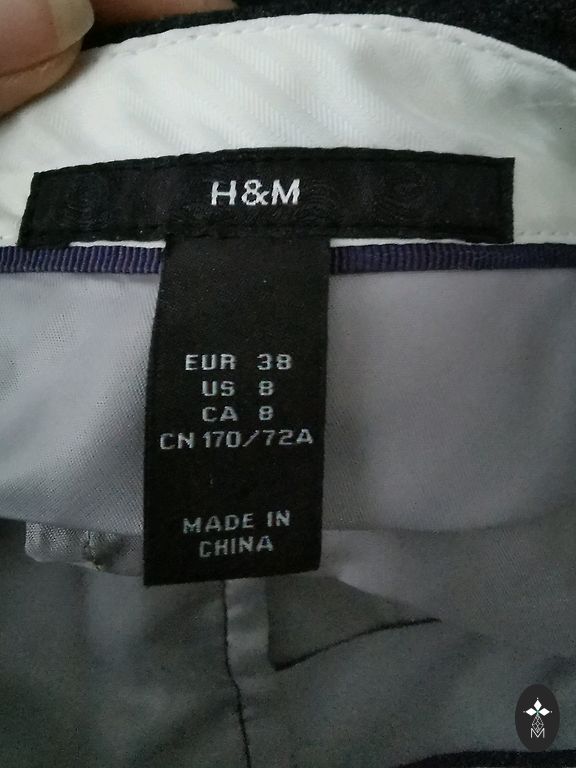 H&M
EUR 38
US 8
CA 8
CN 170/72A
MADE IN
CHINA
M